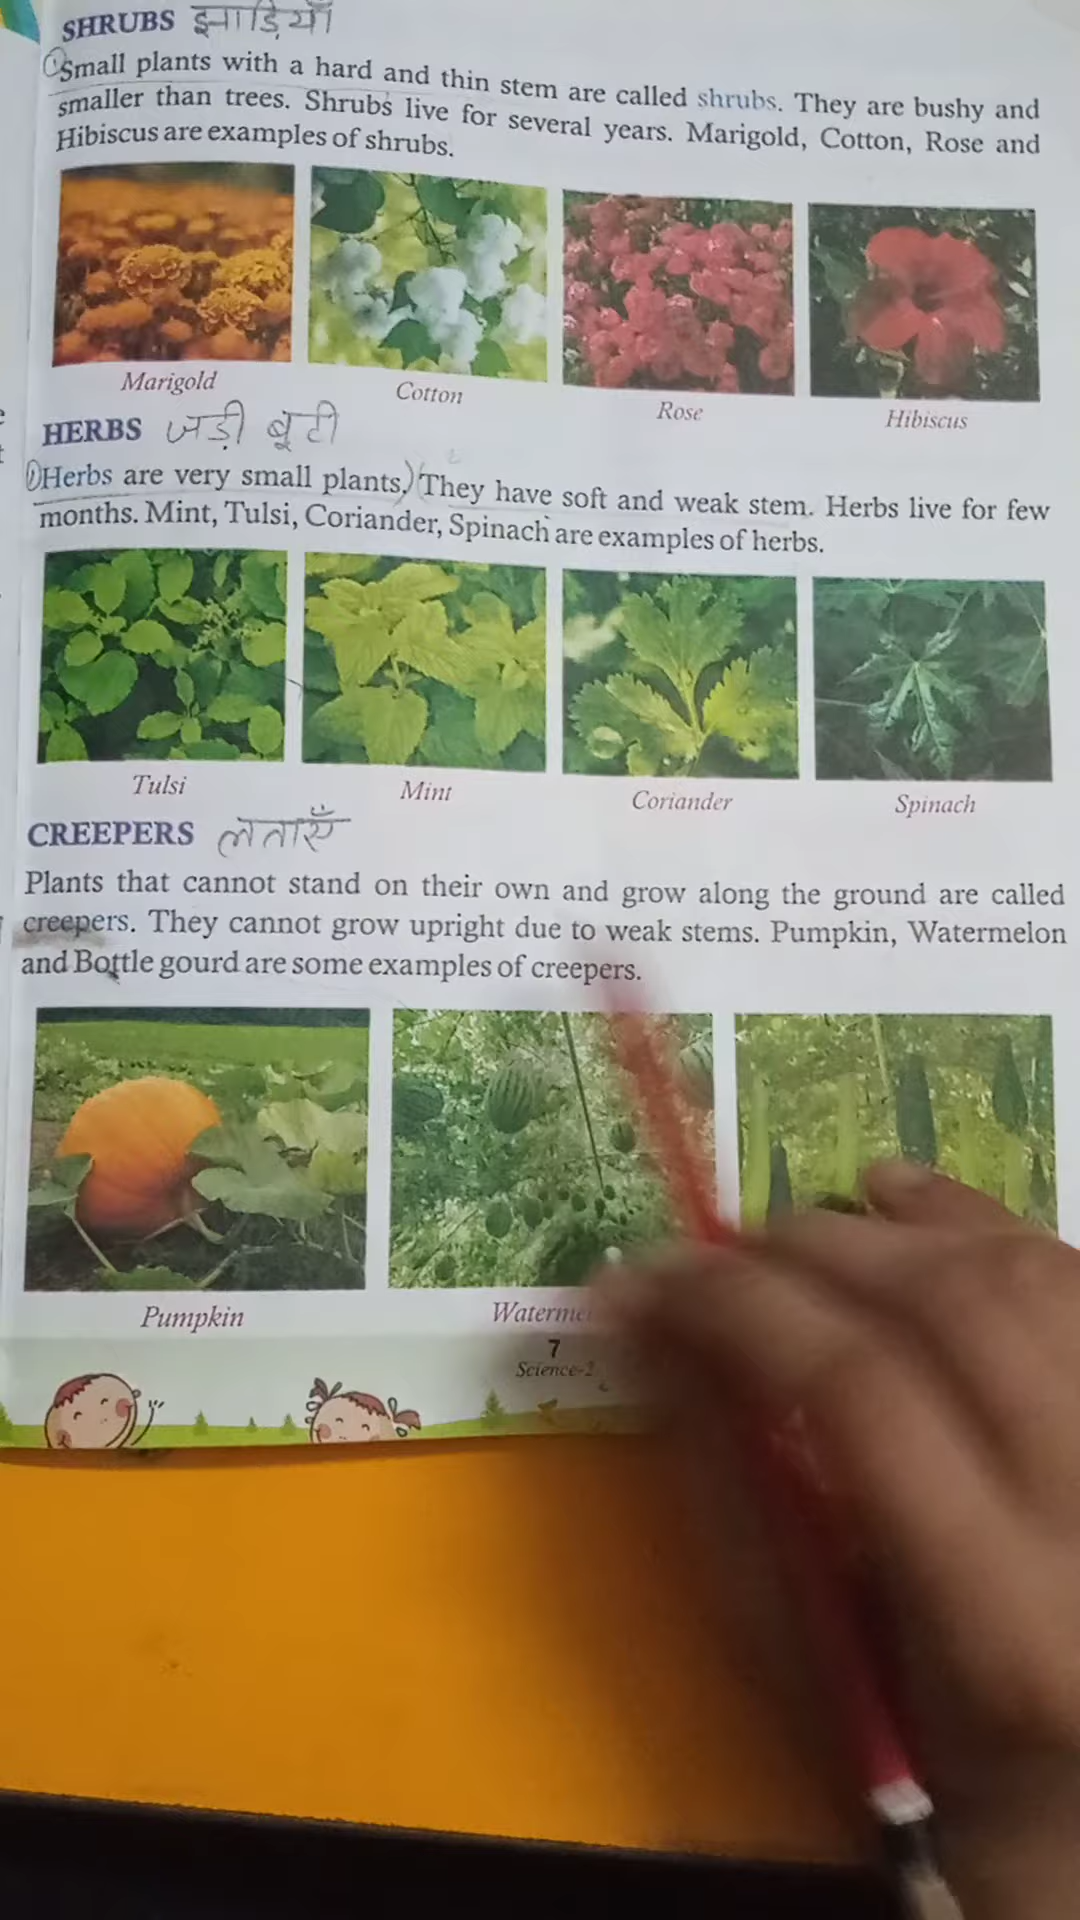 SHRUBS झाड़ियाँ
Small plants with a hard and thin stem are called shrubs. They are bushy and
smaller than trees. Shrubs live for several years. Marigold, Cotton, Rose and
Hibiscus are examples of shrubs.
Marigold Cotton Rose Hibiscus
HERBS जड़ी बूटी
Herbs are very small plants. They have soft and weak stem. Herbs live for few
months. Mint, Tulsi, Coriander, Spinach are examples of herbs.
Tulsi Mint Coriander Spinach
CREEPERS लताएँ
Plants that cannot stand on their own and grow along the ground are called
creepers. They cannot grow upright due to weak stems. Pumpkin, Watermelon
and Bottle gourd are some examples of creepers.
Pumpkin
7
Science-2